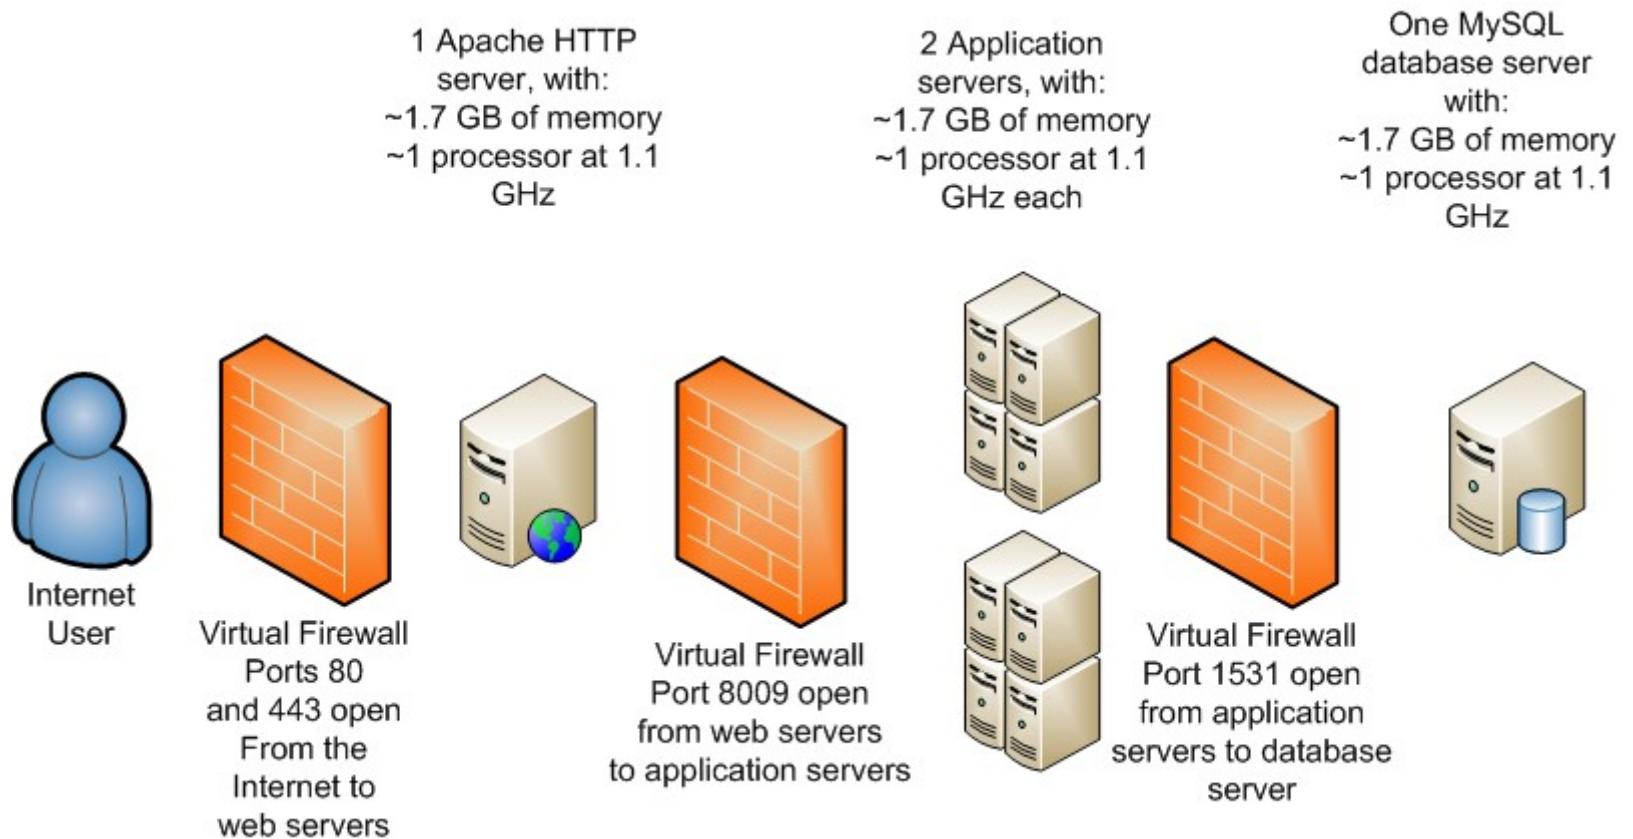 1 Apache HTTP
server, with:
~1.7 GB of memory
~1 processor at 1.1
GHz
2 Application
servers, with:
~1.7 GB of memory
~1 processor at 1.1
GHz each
One MySQL
database server
with:
~1.7 GB of memory
~1 processor at 1.1
GHz
Internet
User
Virtual Firewall
Ports 80
and 443 open
From the
Internet to
web servers
Virtual Firewall
Port 8009 open
from web servers
to application servers
Virtual Firewall
Port 1531 open
from application
servers to database
server